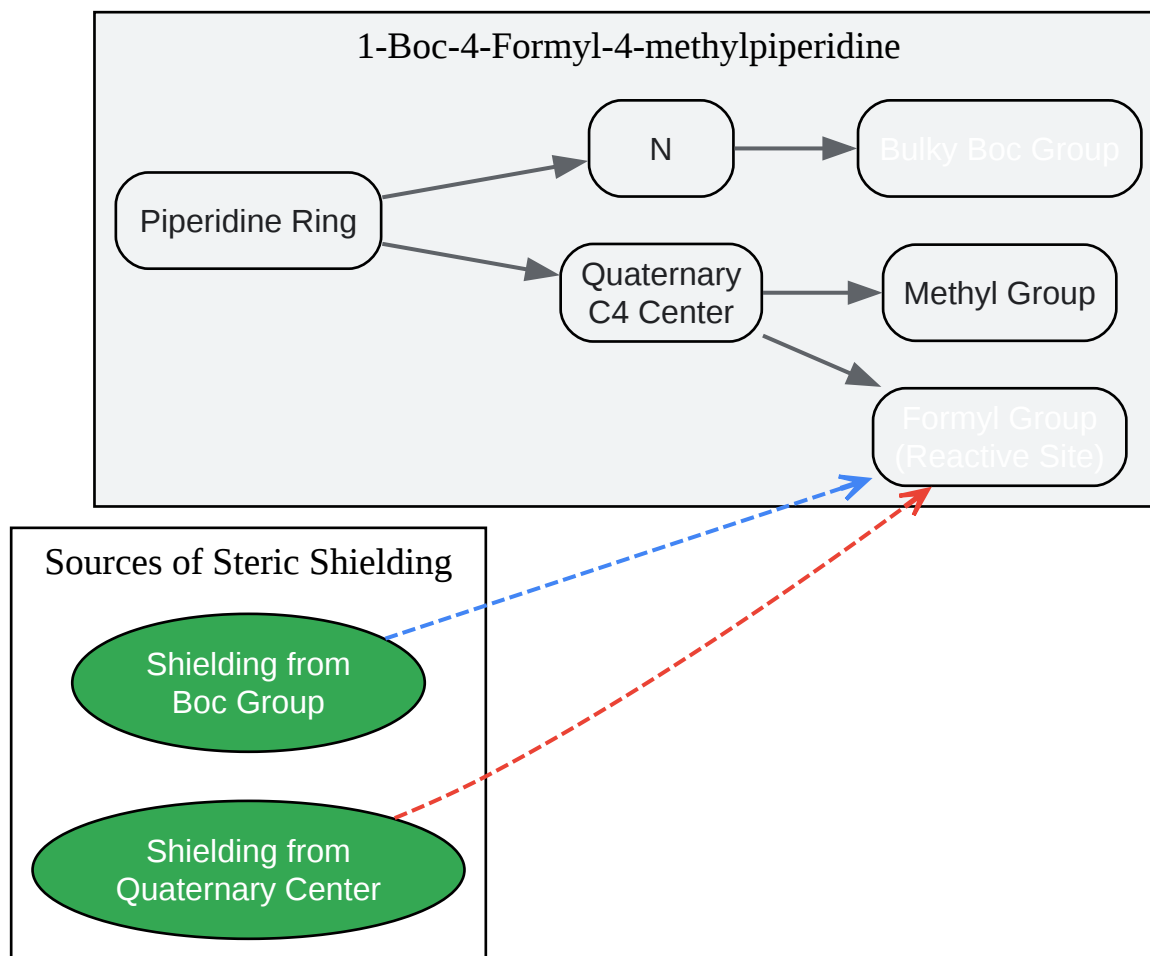 1-Boc-4-Formyl-4-methylpiperidine
N
Bulky Boc Group
Piperidine Ring
Quaternary
C4 Center
Methyl Group
Formyl Group
(Reactive Site)
Sources of Steric Shielding
Shielding from
Boc Group
Shielding from
Quaternary Center